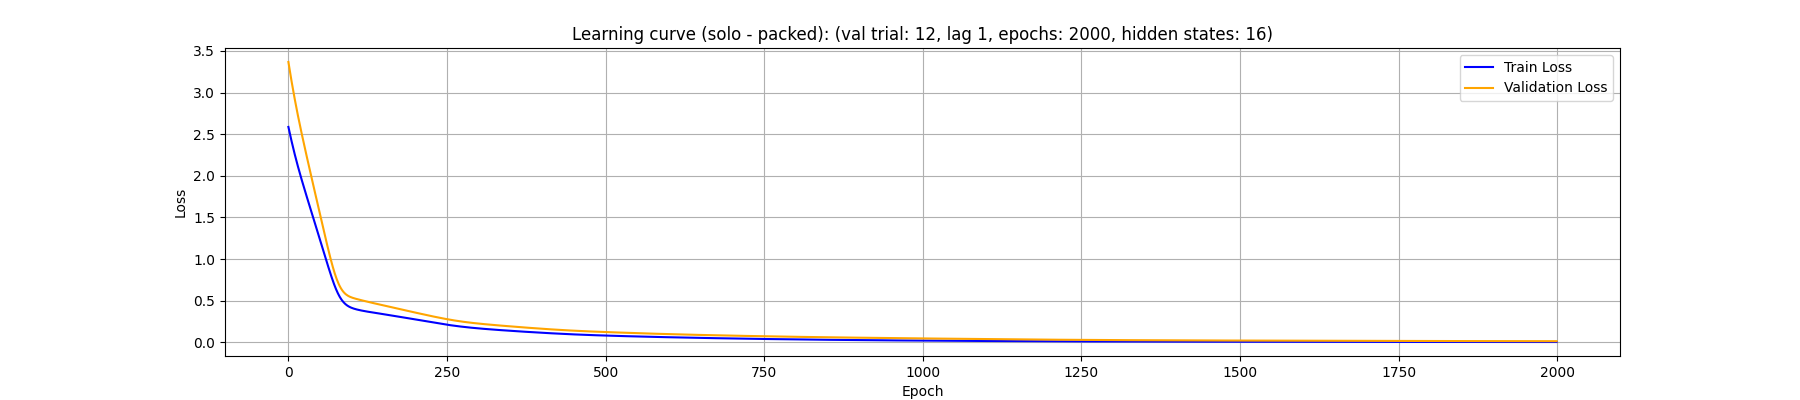 Learning curve (solo - packed): (val trial: 12, lag 1, epochs: 2000, hidden states: 16)
3.5
3.0
2.5
2.0
1.5
1.0
0.5
0.0
Loss
Train Loss
Validation Loss
0 250 500 750 1000 1250 1500 1750 2000
Epoch